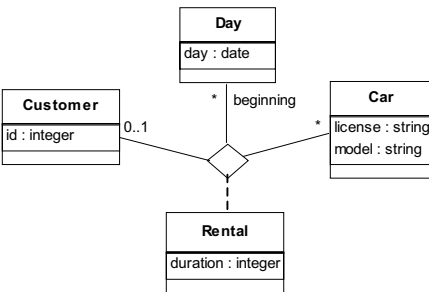 Day
day : date
* beginning
Customer
id : integer
0..1
*
Car
license : string
model : string
Rental
duration : integer